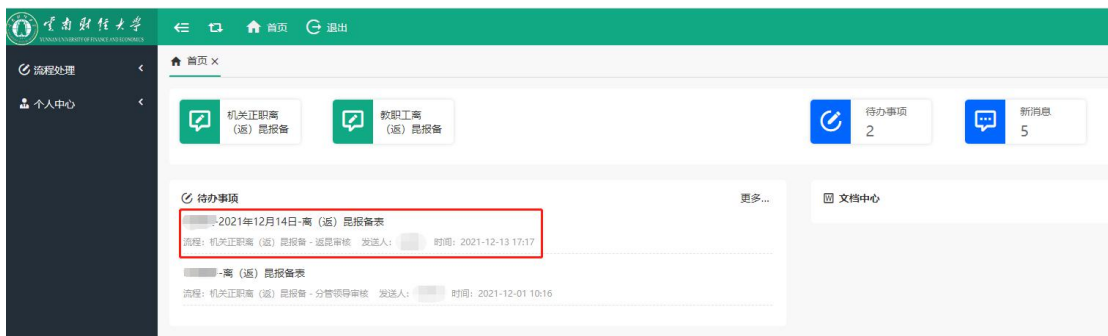 云南财经大学
YUNNAN UNIVERSITY OF FINANCE AND ECONOMICS
首页 退出
流程处理
个人中心
首页 ×
机关正职离
（返）昆报备
教职工离
（返）昆报备
待办事项
2
新消息
5
待办事项 更多...
-2021年12月14日-离（返）昆报备表
流程：机关正职离（返）昆报备 - 返昆审核 发送人： 时间：2021-12-13 17:17
-离（返）昆报备表
流程：机关正职离（返）昆报备 - 分管领导审核 发送人： 时间：2021-12-01 10:16
文档中心